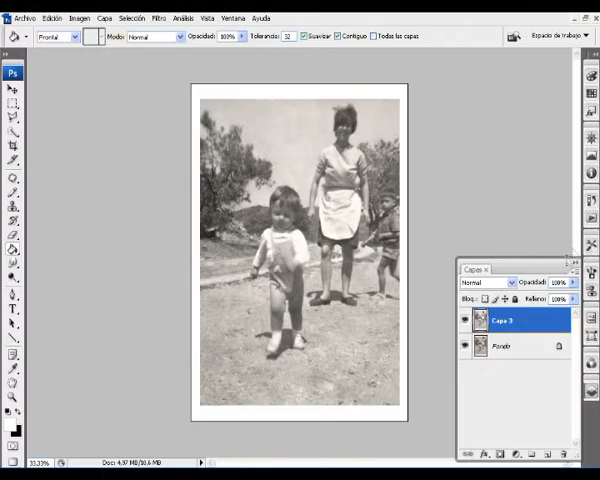 Archivo Edición Imagen Capa Selección Filtro Análisis Vista Ventana Ayuda
Frontal Modo: Normal Opacidad: 100% Tolerancia: 32 Suavizar Contiguo Todas las capas Espacio de trabajo
Ps
Capas x
Normal Opacidad: 100%
Bloq.: Relleno: 100%
Capa 3
Fondo
T
fx
33,33% Doc: 4,97 MB/10,6 MB